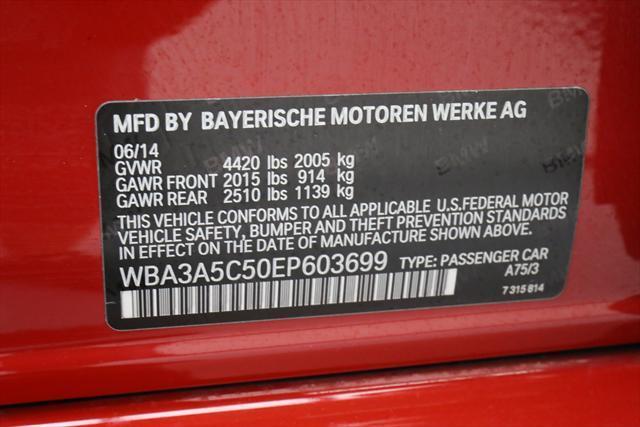 MFD BY BAYERISCHE MOTOREN WERKE AG
06/14
GVWR 4420 lbs 2005 kg
GAWR FRONT 2015 lbs 914 kg
GAWR REAR 2510 lbs 1139 kg
THIS VEHICLE CONFORMS TO ALL APPLICABLE U.S.FEDERAL MOTOR
VEHICLE SAFETY, BUMPER AND THEFT PREVENTION STANDARDS
IN EFFECT ON THE DATE OF MANUFACTURE SHOWN ABOVE.
WBA3A5C50EP603699 TYPE: PASSENGER CAR
A75/3
7 315 814